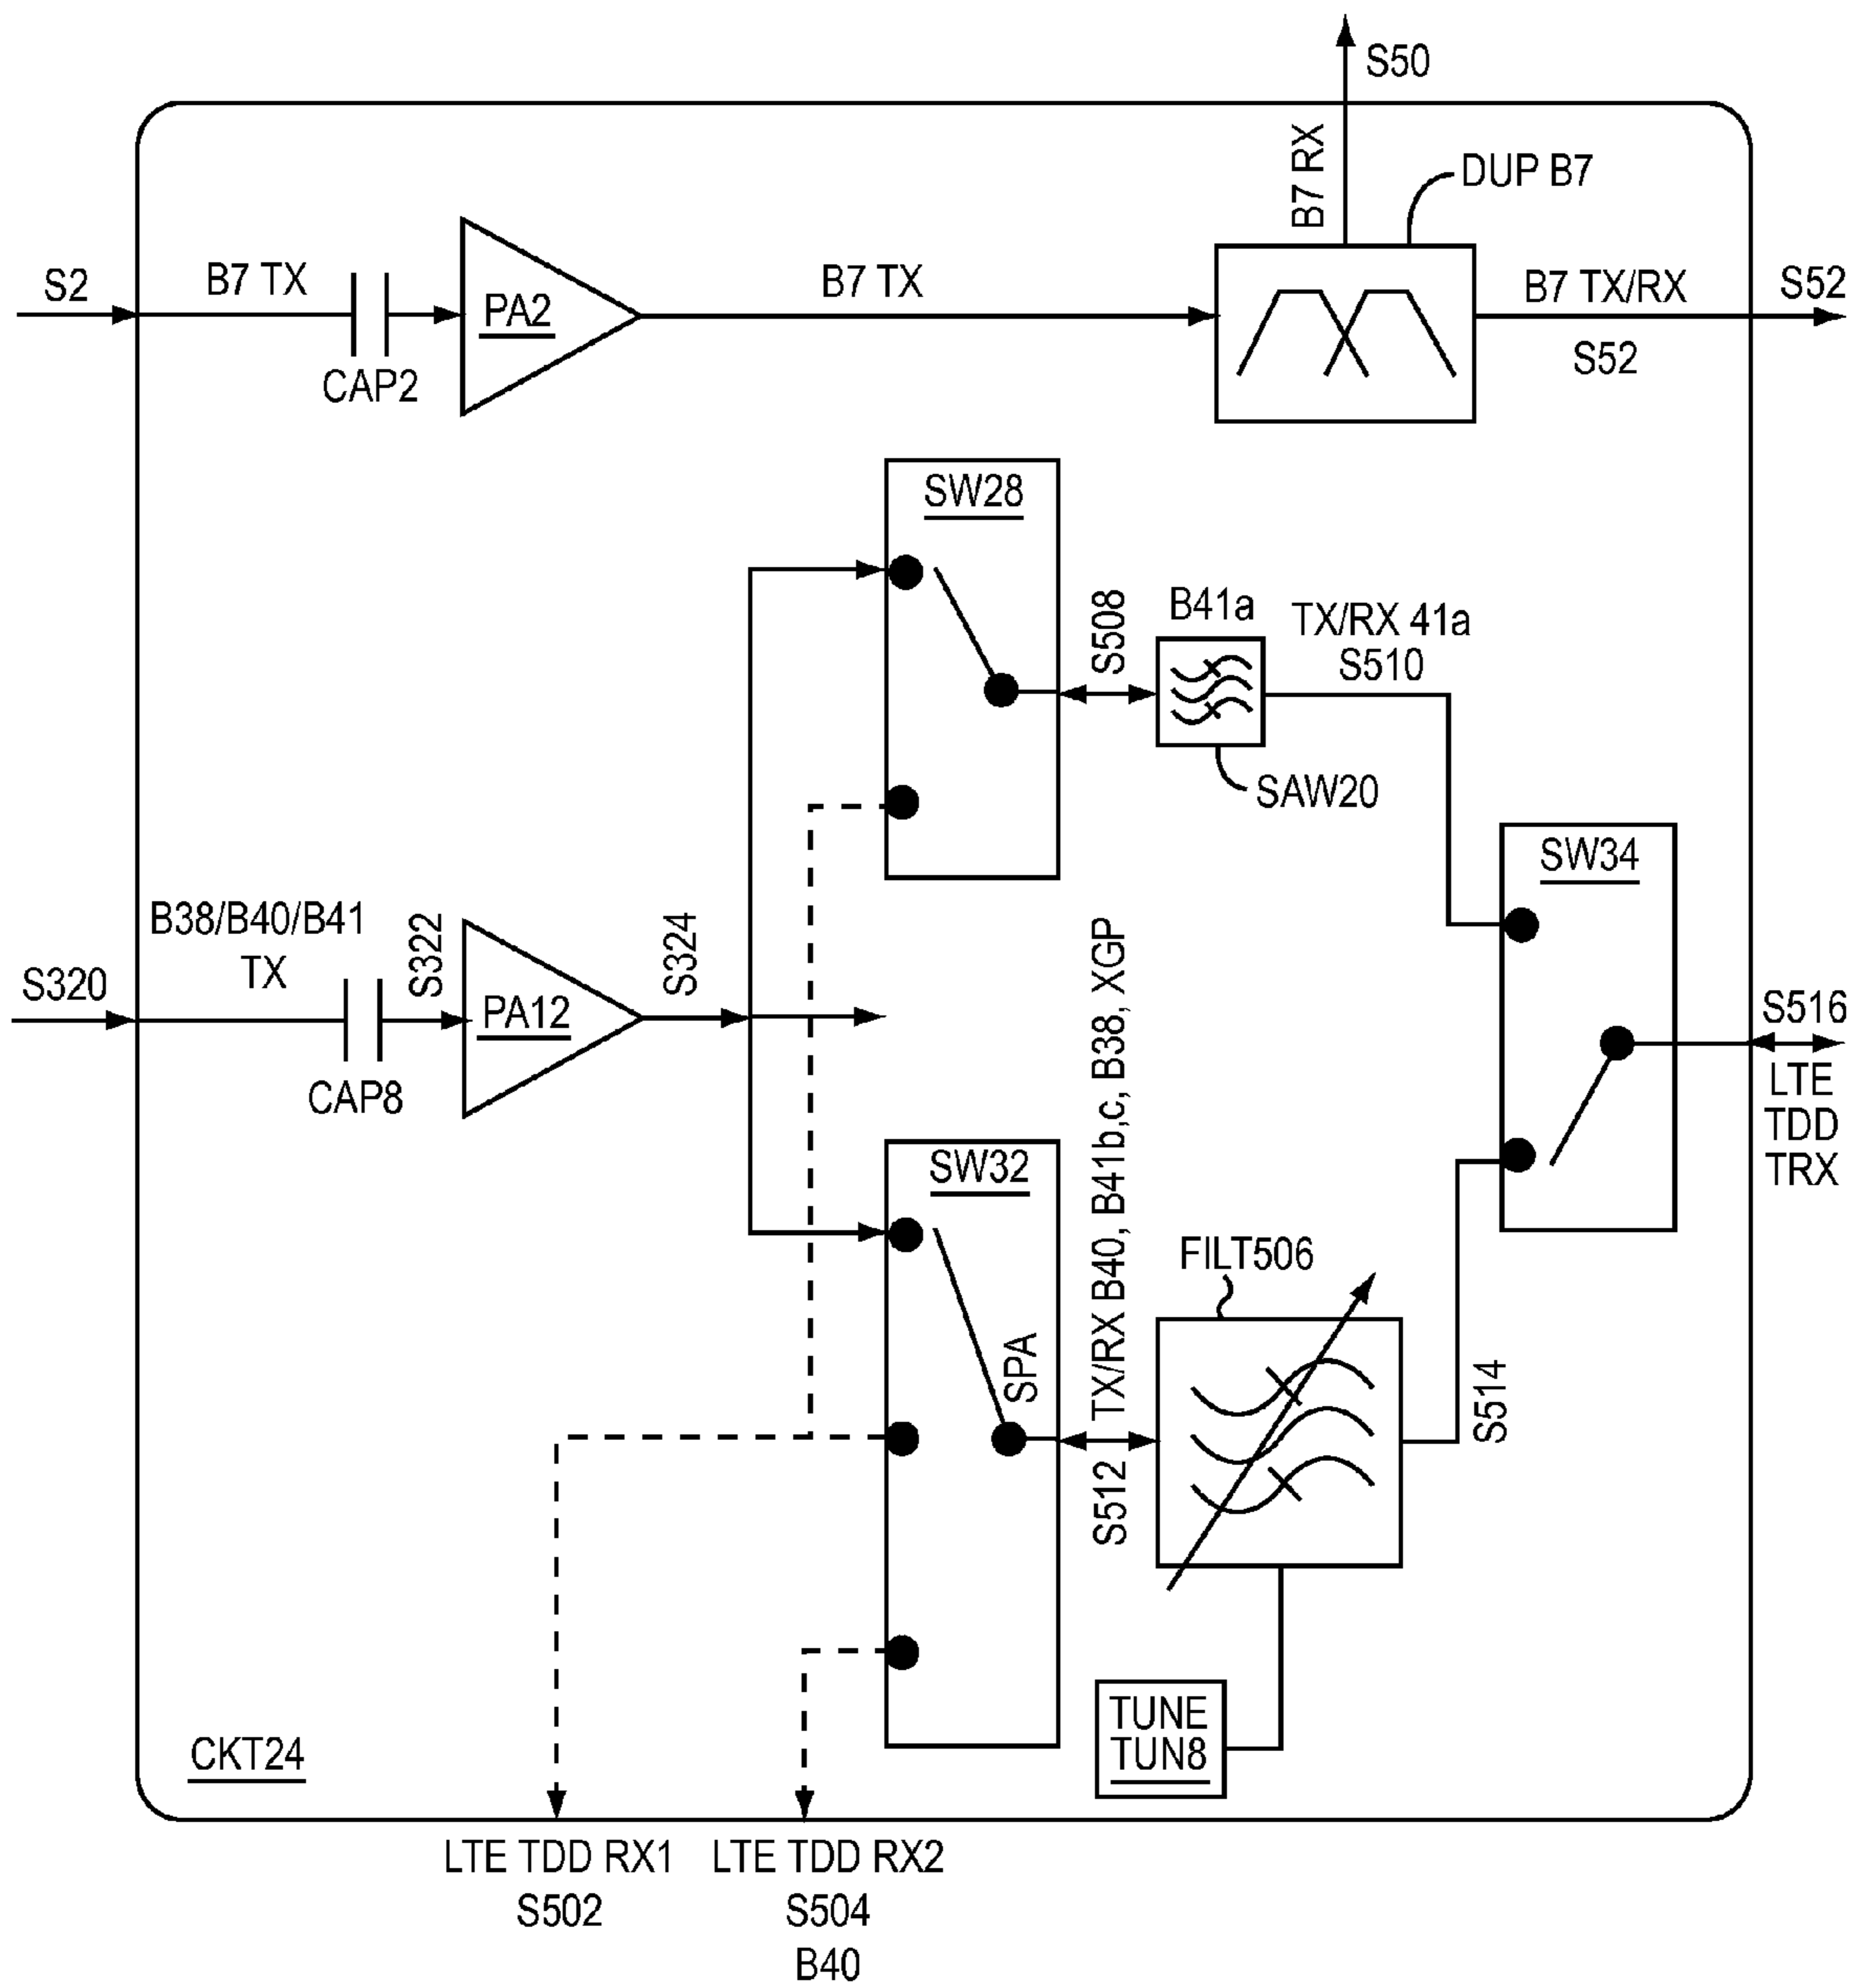 S50
B7 RX
DUP B7
S2
B7 TX
CAP2
PA2
B7 TX
B7 TX/RX
S52
S52
SW28
S508
B41a
TX/RX 41a
S510
SAW20
SW34
B38/B40/B41
TX
S320
S322
CAP8
PA12
S324
S516
LTE
TDD
TRX
SW32
SPA
S512 TX/RX B40, B41b,c, B38, XGP
FILT506
S514
TUNE
TUN8
CKT24
LTE TDD RX1
S502
LTE TDD RX2
S504
B40